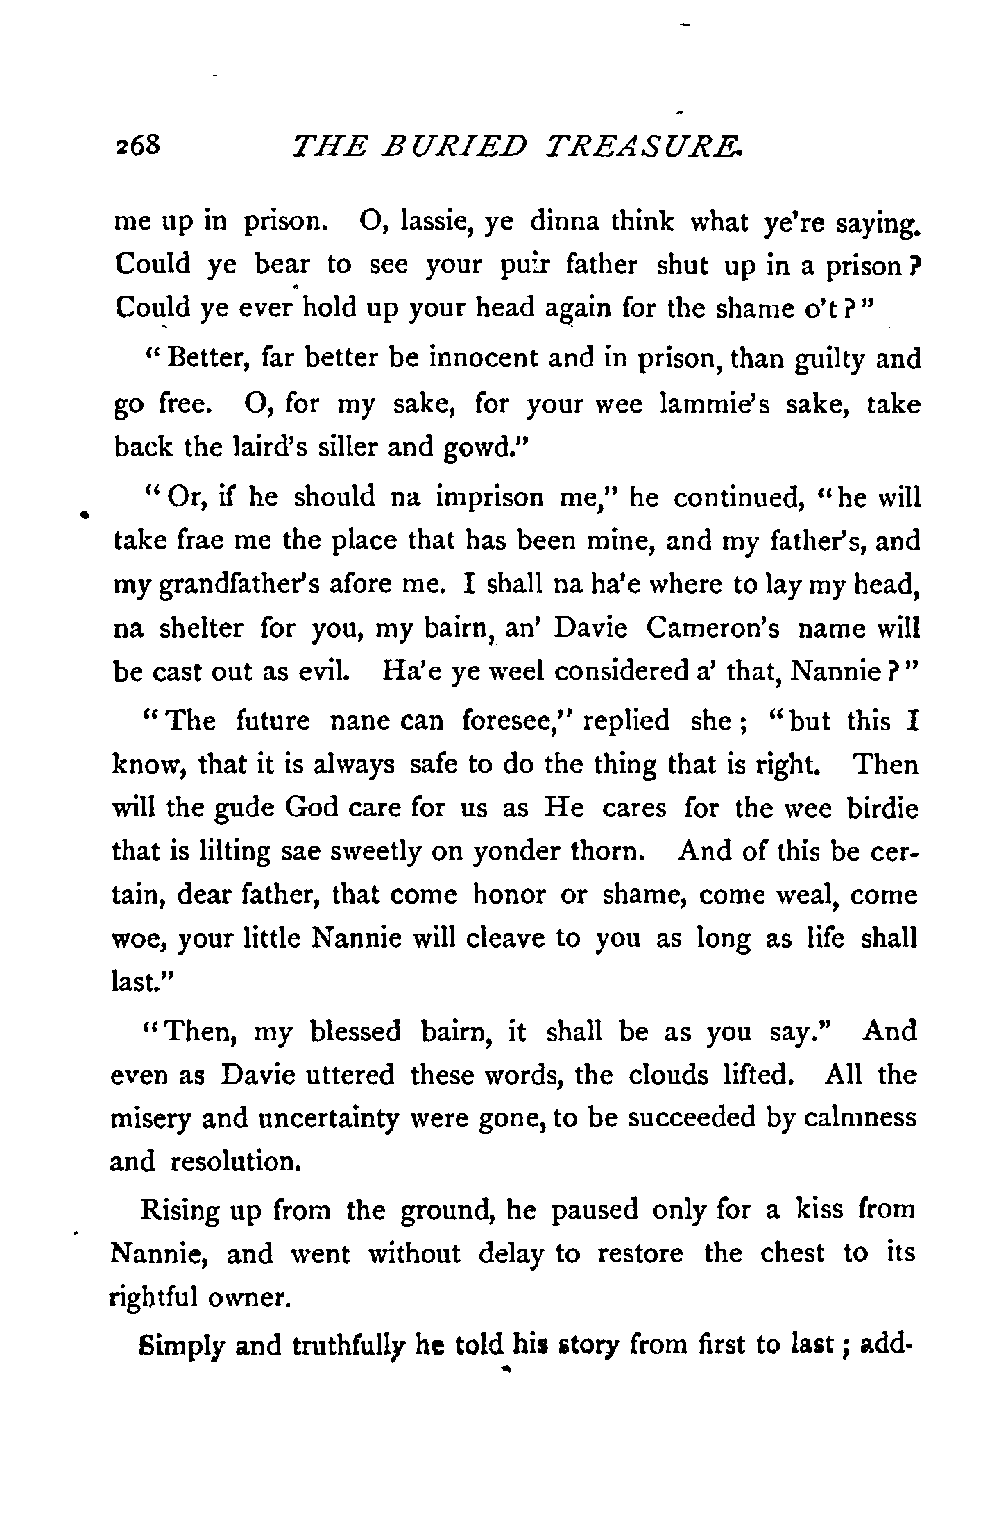 268 THE BURIED TREASURE.
me up in prison. O, lassie, ye dinna think what ye're saying.
Could ye bear to see your puir father shut up in a prison?
Could ye ever hold up your head again for the shame o't?"
"Better, far better be innocent and in prison, than guilty and
go free. O, for my sake, for your wee lammie's sake, take
back the laird's siller and gowd."
"Or, if he should na imprison me," he continued, "he will
take frae me the place that has been mine, and my father's, and
my grandfather's afore me. I shall na ha'e where to lay my head,
na shelter for you, my bairn, an' Davie Cameron's name will
be cast out as evil. Ha'e ye weel considered a' that, Nannie?"
"The future nane can foresee," replied she; "but this I
know, that it is always safe to do the thing that is right. Then
will the gude God care for us as He cares for the wee birdie
that is lilting sae sweetly on yonder thorn. And of this be cer-
tain, dear father, that come honor or shame, come weal, come
woe, your little Nannie will cleave to you as long as life shall
last."
"Then, my blessed bairn, it shall be as you say." And
even as Davie uttered these words, the clouds lifted. All the
misery and uncertainty were gone, to be succeeded by calmness
and resolution.
Rising up from the ground, he paused only for a kiss from
Nannie, and went without delay to restore the chest to its
rightful owner.
Simply and truthfully he told his story from first to last; add-